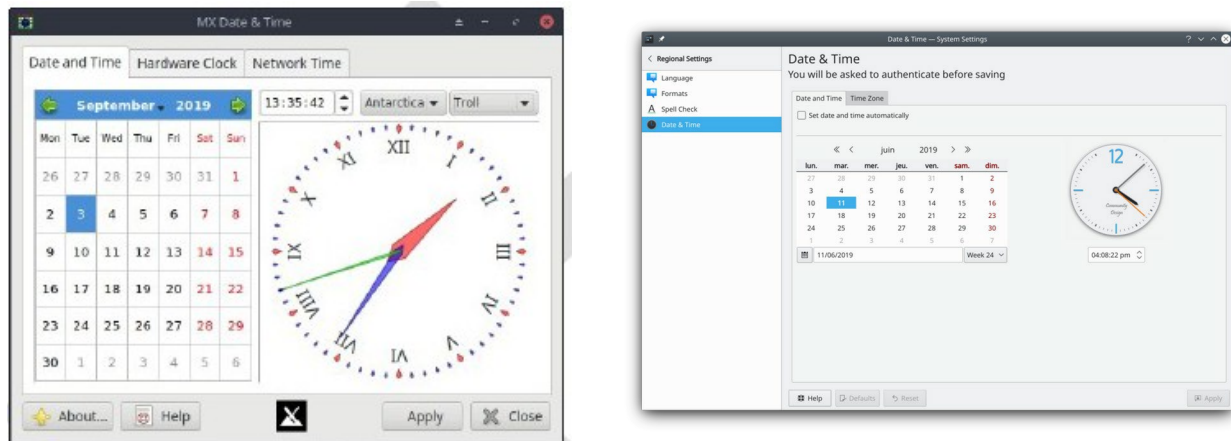 MX Date & Time
Date and Time Hardware Clock Network Time
September 2019 13:35:42 Antarctica Troll
Mon Tue Wed Thu Fri Sat Sun
26 27 28 29 30 31 1
2 3 4 5 6 7 8
9 10 11 12 13 14 15
16 17 18 19 20 21 22
23 24 25 26 27 28 29
30 1 2 3 4 5 6
XII
I
II
III
IV
V
VI
VII
VIII
IX
X
XI
About... Help X Apply Close
Date & Time — System Settings
< Regional Settings
Language
Formats
Spell Check
Date & Time
Date & Time
You will be asked to authenticate before saving
Date and Time Time Zone
Set date and time automatically
juin 2019
lun. mar. mer. jeu. ven. sam. dim.
27 28 29 30 31 1 2
3 4 5 6 7 8 9
10 11 12 13 14 15 16
17 18 19 20 21 22 23
24 25 26 27 28 29 30
1 2 3 4 5 6 7
11/06/2019 Week 24
12
04:08:22 pm
Help Defaults Reset Apply